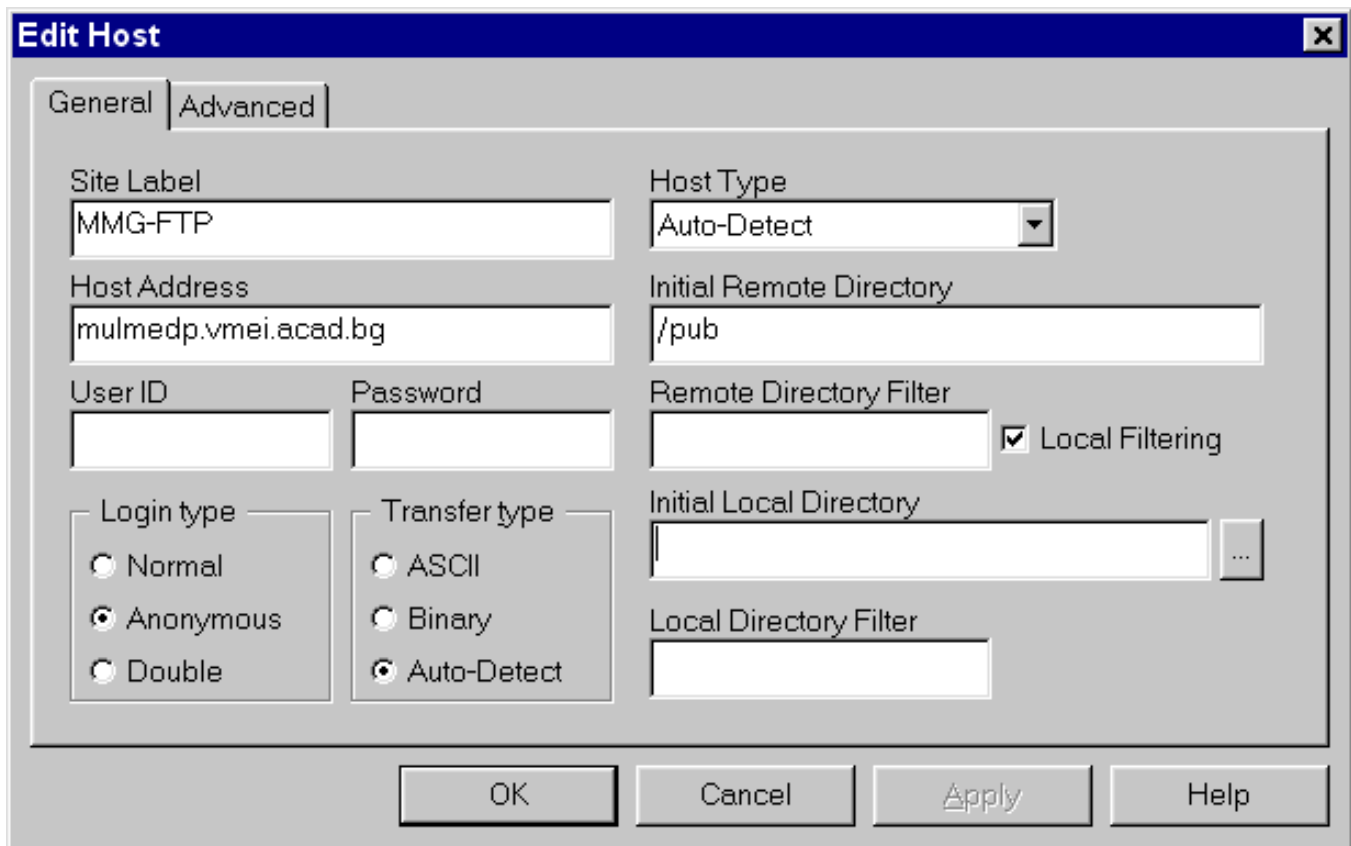 Edit Host
General Advanced
Site Label
MMG-FTP
Host Type
Auto-Detect
Host Address
mulmedp.vmei.acad.bg
Initial Remote Directory
/pub
User ID Password
Remote Directory Filter
Local Filtering
Login type
Normal
Anonymous
Double
Transfer type
ASCII
Binary
Auto-Detect
Initial Local Directory
...
Local Directory Filter
OK Cancel Apply Help